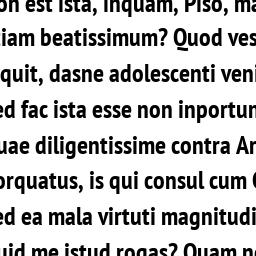 on est ista, inquam, Piso, ma
iam beatissimum? Quod ves
quit, dasne adolescenti veni
ed fac ista esse non inportun
uae diligentissime contra Ar
orquatus, is qui consul cum
ed ea mala virtuti magnitudi
uid me istud rogas? Quam n